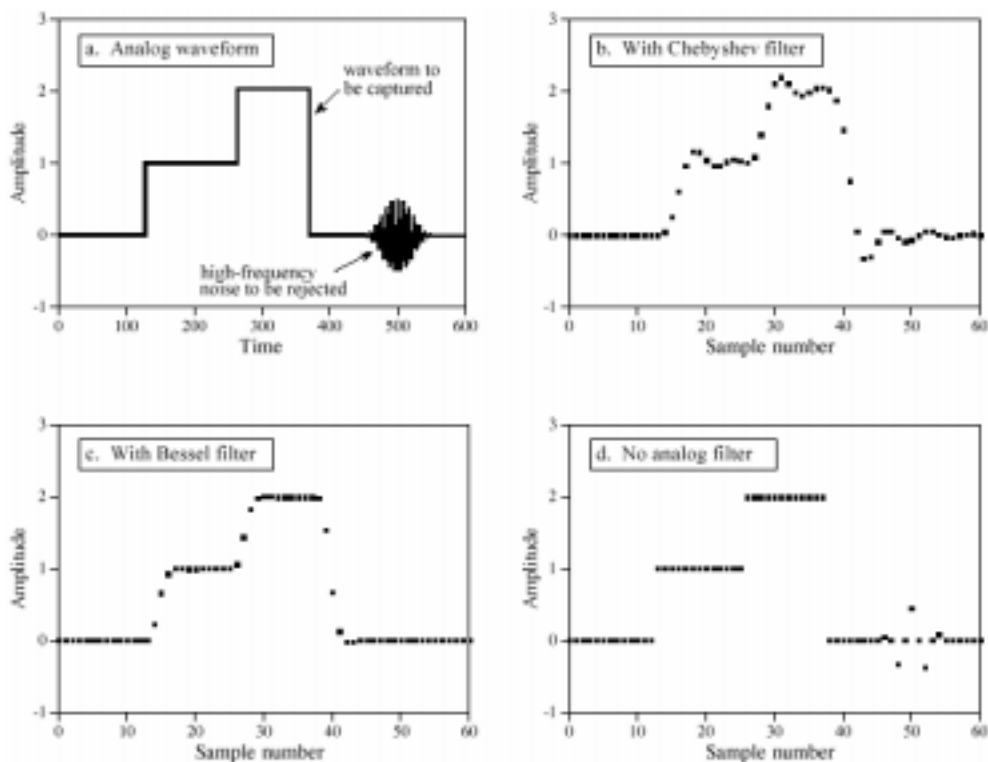 a. Analog waveform
waveform to
be captured
high-frequency
noise to be rejected
Amplitude
3
2
1
0
-1
0 100 200 300 400 500 600
Time
b. With Chebyshev filter
Amplitude
3
2
1
0
-1
0 10 20 30 40 50 60
Sample number
c. With Bessel filter
Amplitude
3
2
1
0
-1
0 10 20 30 40 50 60
Sample number
d. No analog filter
Amplitude
3
2
1
0
-1
0 10 20 30 40 50 60
Sample number